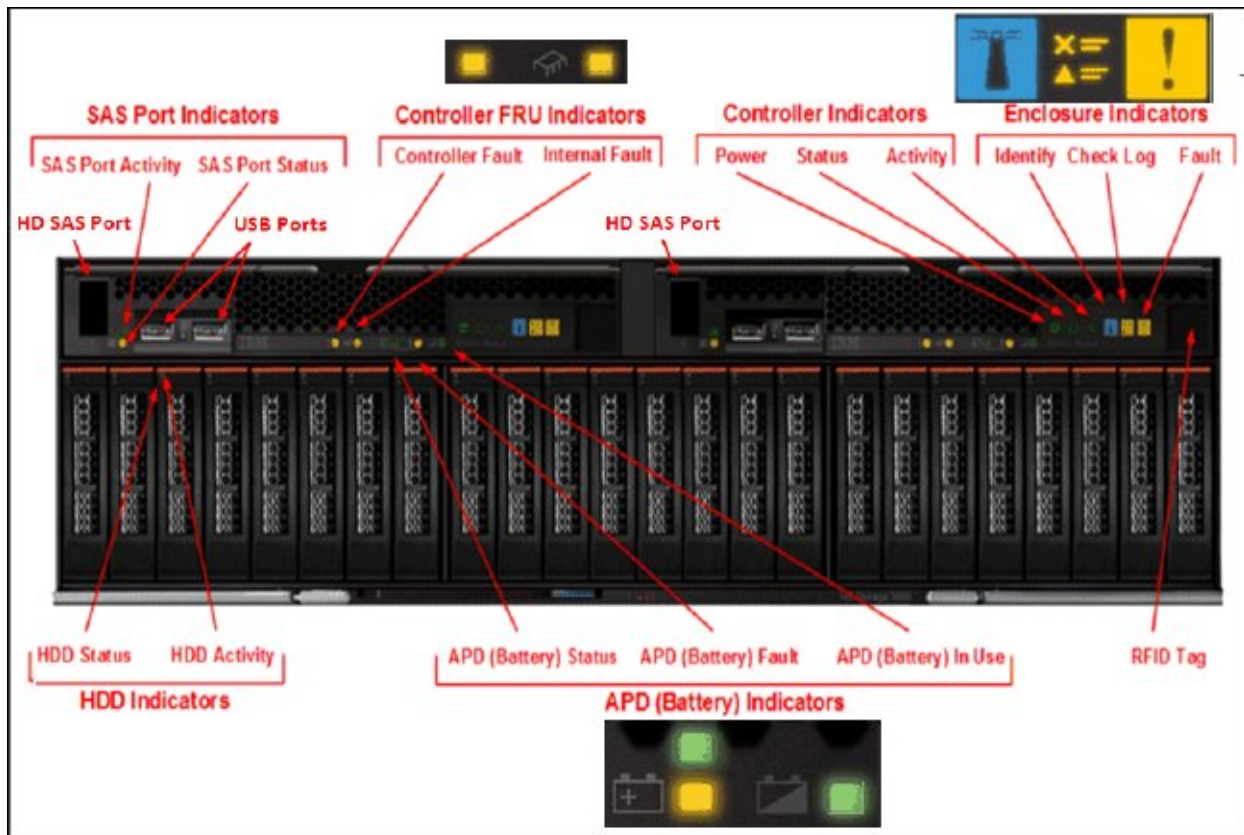 SAS Port Indicators
Controller FRU Indicators
Controller Indicators
Enclosure Indicators
SAS Port Activity SAS Port Status
Controller Fault Internal Fault
Power Status Activity
Identify Check Log Fault
HD SAS Port
USB Ports
HD SAS Port
IBM
HDD Status HDD Activity
APD (Battery) Status APD (Battery) Fault APD (Battery) In Use
RFID Tag
HDD Indicators
APD (Battery) Indicators